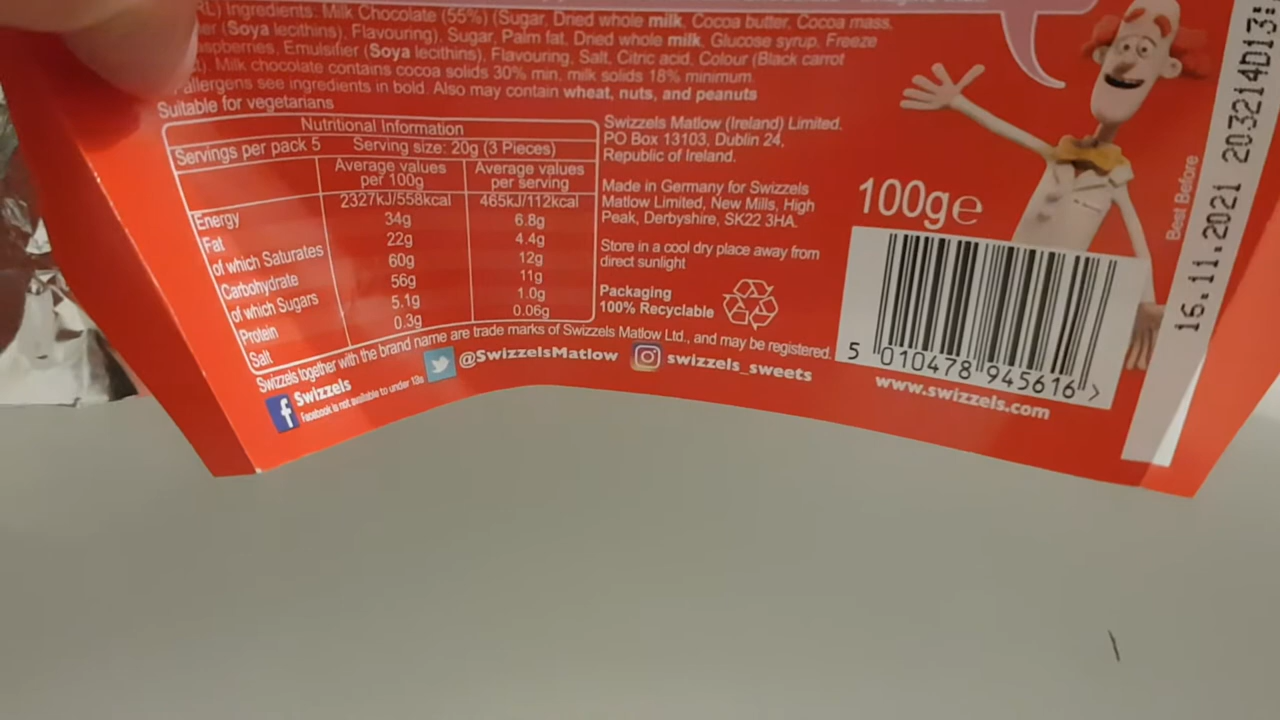 Ingredients: Milk Chocolate (55%) (Sugar, Dried whole milk, Cocoa butter, Cocoa mass,
(Soya lecithins), Flavouring), Sugar, Palm fat, Dried whole milk, Glucose syrup, Freeze
Emulsifier (Soya lecithins), Flavouring, Salt, Citric acid, Colour (Black carrot
Milk chocolate contains cocoa solids 30% min, milk solids 18% minimum.
allergens see ingredients in bold. Also may contain wheat, nuts, and peanuts
Suitable for vegetarians
Nutritional Information
Servings per pack 5 Serving size: 20g (3 Pieces)
Average values per 100g Average values per serving
Energy 2327kJ/558kcal 465kJ/112kcal
Fat 34g 6.8g
of which Saturates 22g 4.4g
Carbohydrate 60g 12g
of which Sugars 56g 11g
Protein 5.1g 1.0g
Salt 0.3g 0.06g
Swizzels Matlow (Ireland) Limited.
PO Box 13103, Dublin 24,
Republic of Ireland.
Made in Germany for Swizzels
Matlow Limited, New Mills, High
Peak, Derbyshire, SK22 3HA.
Store in a cool dry place away from
direct sunlight
Packaging
100% Recyclable
Swizzels together with the brand name are trade marks of Swizzels Matlow Ltd., and may be registered.
Swizzels
Facebook is not available to under 13s
@SwizzelsMatlow
swizzels_sweets
100g℮
5 010478 945616 >
www.swizzels.com
Best Before
16.11.2021 203214D13: